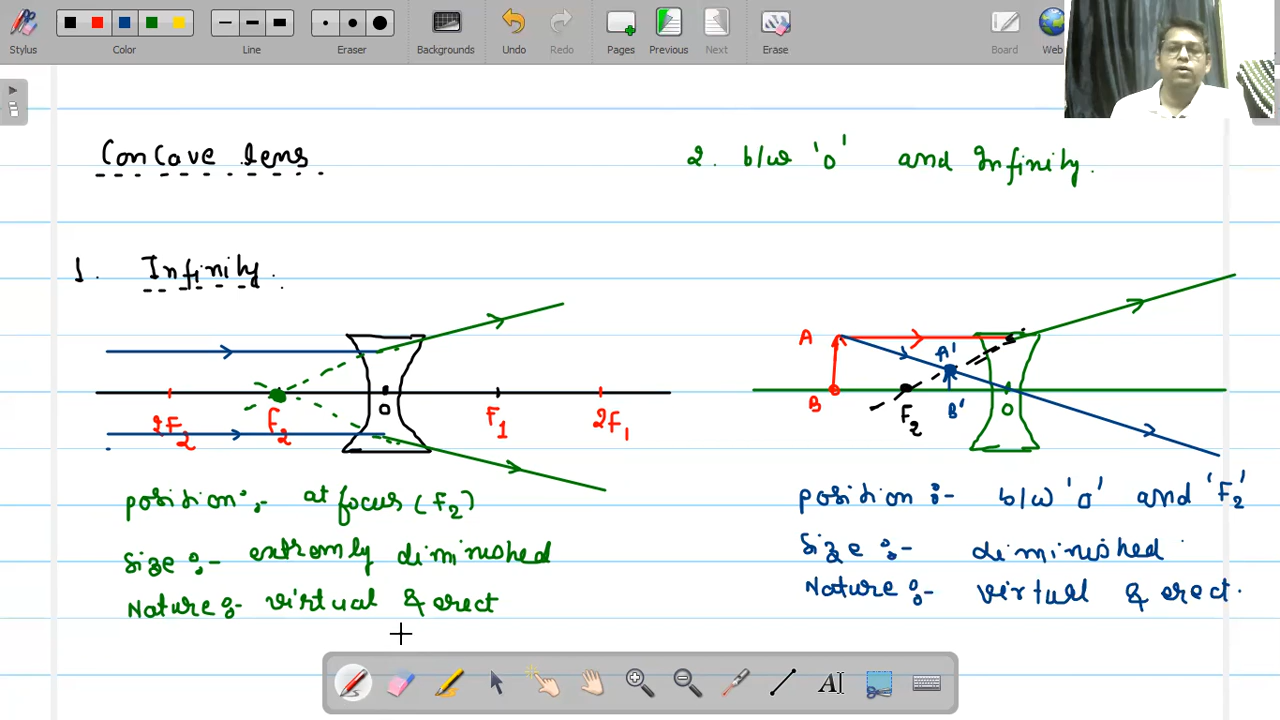 Stylus
Color
Line
Eraser
Backgrounds
Undo
Redo
Pages
Previous
Next
Erase
Board
Web
Concave lens
1. Infinity.
2F2
F2
O
F1
2F1
position :- at focus (F2)
Size :- extremly diminished
Nature :- virtual & erect
2. b/w 'O' and Infinity.
A
B
A'
B'
F2
O
position :- b/w 'O' and 'F2'
Size :- diminished
Nature :- virtual & erect.
AI